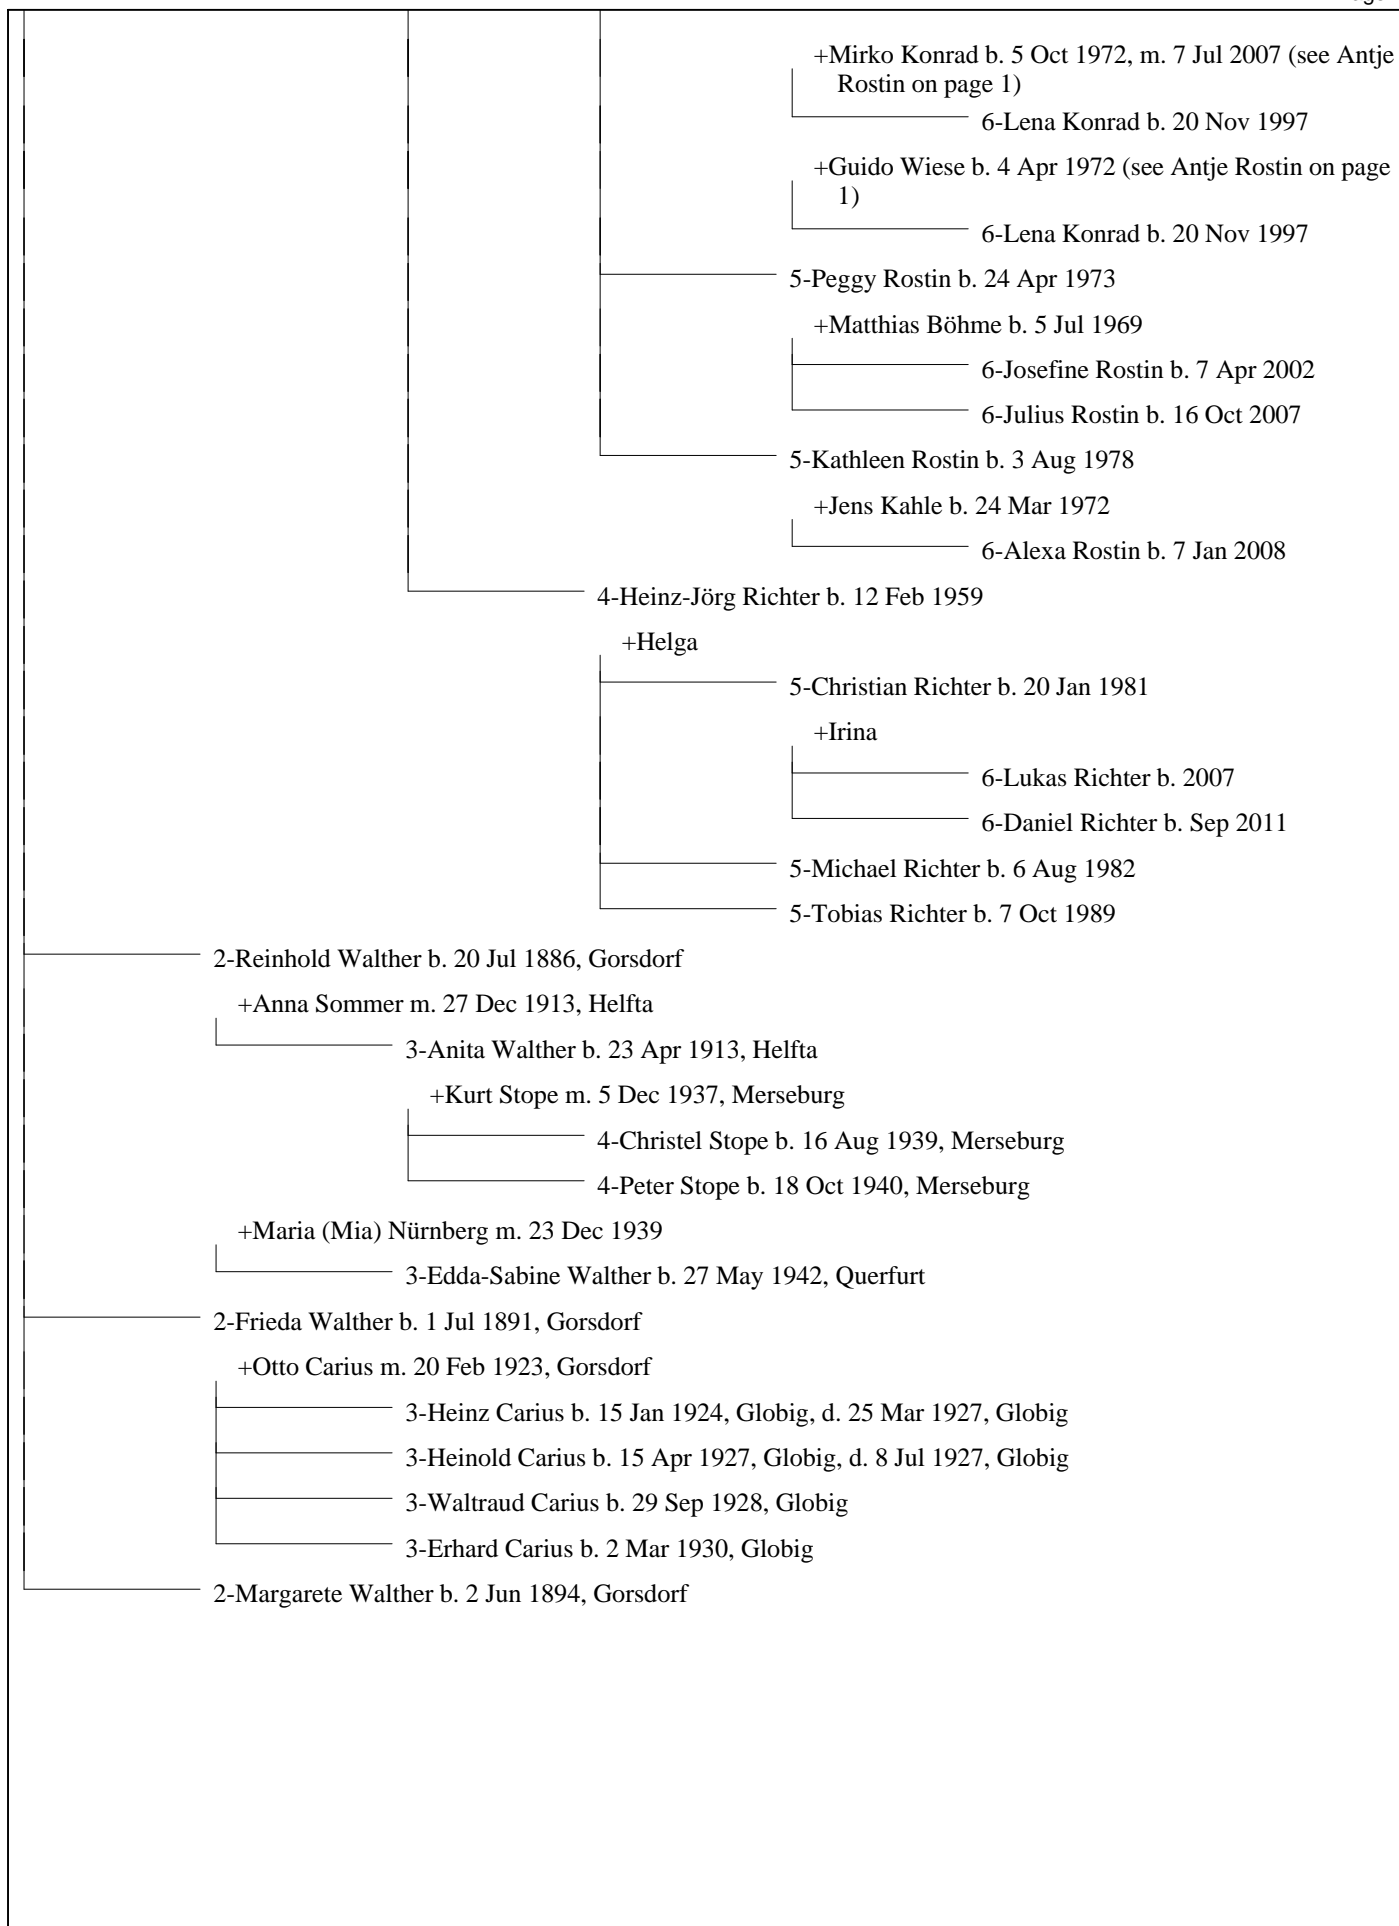 +Mirko Konrad b. 5 Oct 1972, m. 7 Jul 2007 (see Antje
Rostin on page 1)
6-Lena Konrad b. 20 Nov 1997
+Guido Wiese b. 4 Apr 1972 (see Antje Rostin on page
1)
6-Lena Konrad b. 20 Nov 1997
5-Peggy Rostin b. 24 Apr 1973
+Matthias Böhme b. 5 Jul 1969
6-Josefine Rostin b. 7 Apr 2002
6-Julius Rostin b. 16 Oct 2007
5-Kathleen Rostin b. 3 Aug 1978
+Jens Kahle b. 24 Mar 1972
6-Alexa Rostin b. 7 Jan 2008
4-Heinz-Jörg Richter b. 12 Feb 1959
+Helga
5-Christian Richter b. 20 Jan 1981
+Irina
6-Lukas Richter b. 2007
6-Daniel Richter b. Sep 2011
5-Michael Richter b. 6 Aug 1982
5-Tobias Richter b. 7 Oct 1989
2-Reinhold Walther b. 20 Jul 1886, Gorsdorf
+Anna Sommer m. 27 Dec 1913, Helfta
3-Anita Walther b. 23 Apr 1913, Helfta
+Kurt Stope m. 5 Dec 1937, Merseburg
4-Christel Stope b. 16 Aug 1939, Merseburg
4-Peter Stope b. 18 Oct 1940, Merseburg
+Maria (Mia) Nürnberg m. 23 Dec 1939
3-Edda-Sabine Walther b. 27 May 1942, Querfurt
2-Frieda Walther b. 1 Jul 1891, Gorsdorf
+Otto Carius m. 20 Feb 1923, Gorsdorf
3-Heinz Carius b. 15 Jan 1924, Globig, d. 25 Mar 1927, Globig
3-Heinold Carius b. 15 Apr 1927, Globig, d. 8 Jul 1927, Globig
3-Waltraud Carius b. 29 Sep 1928, Globig
3-Erhard Carius b. 2 Mar 1930, Globig
2-Margarete Walther b. 2 Jun 1894, Gorsdorf